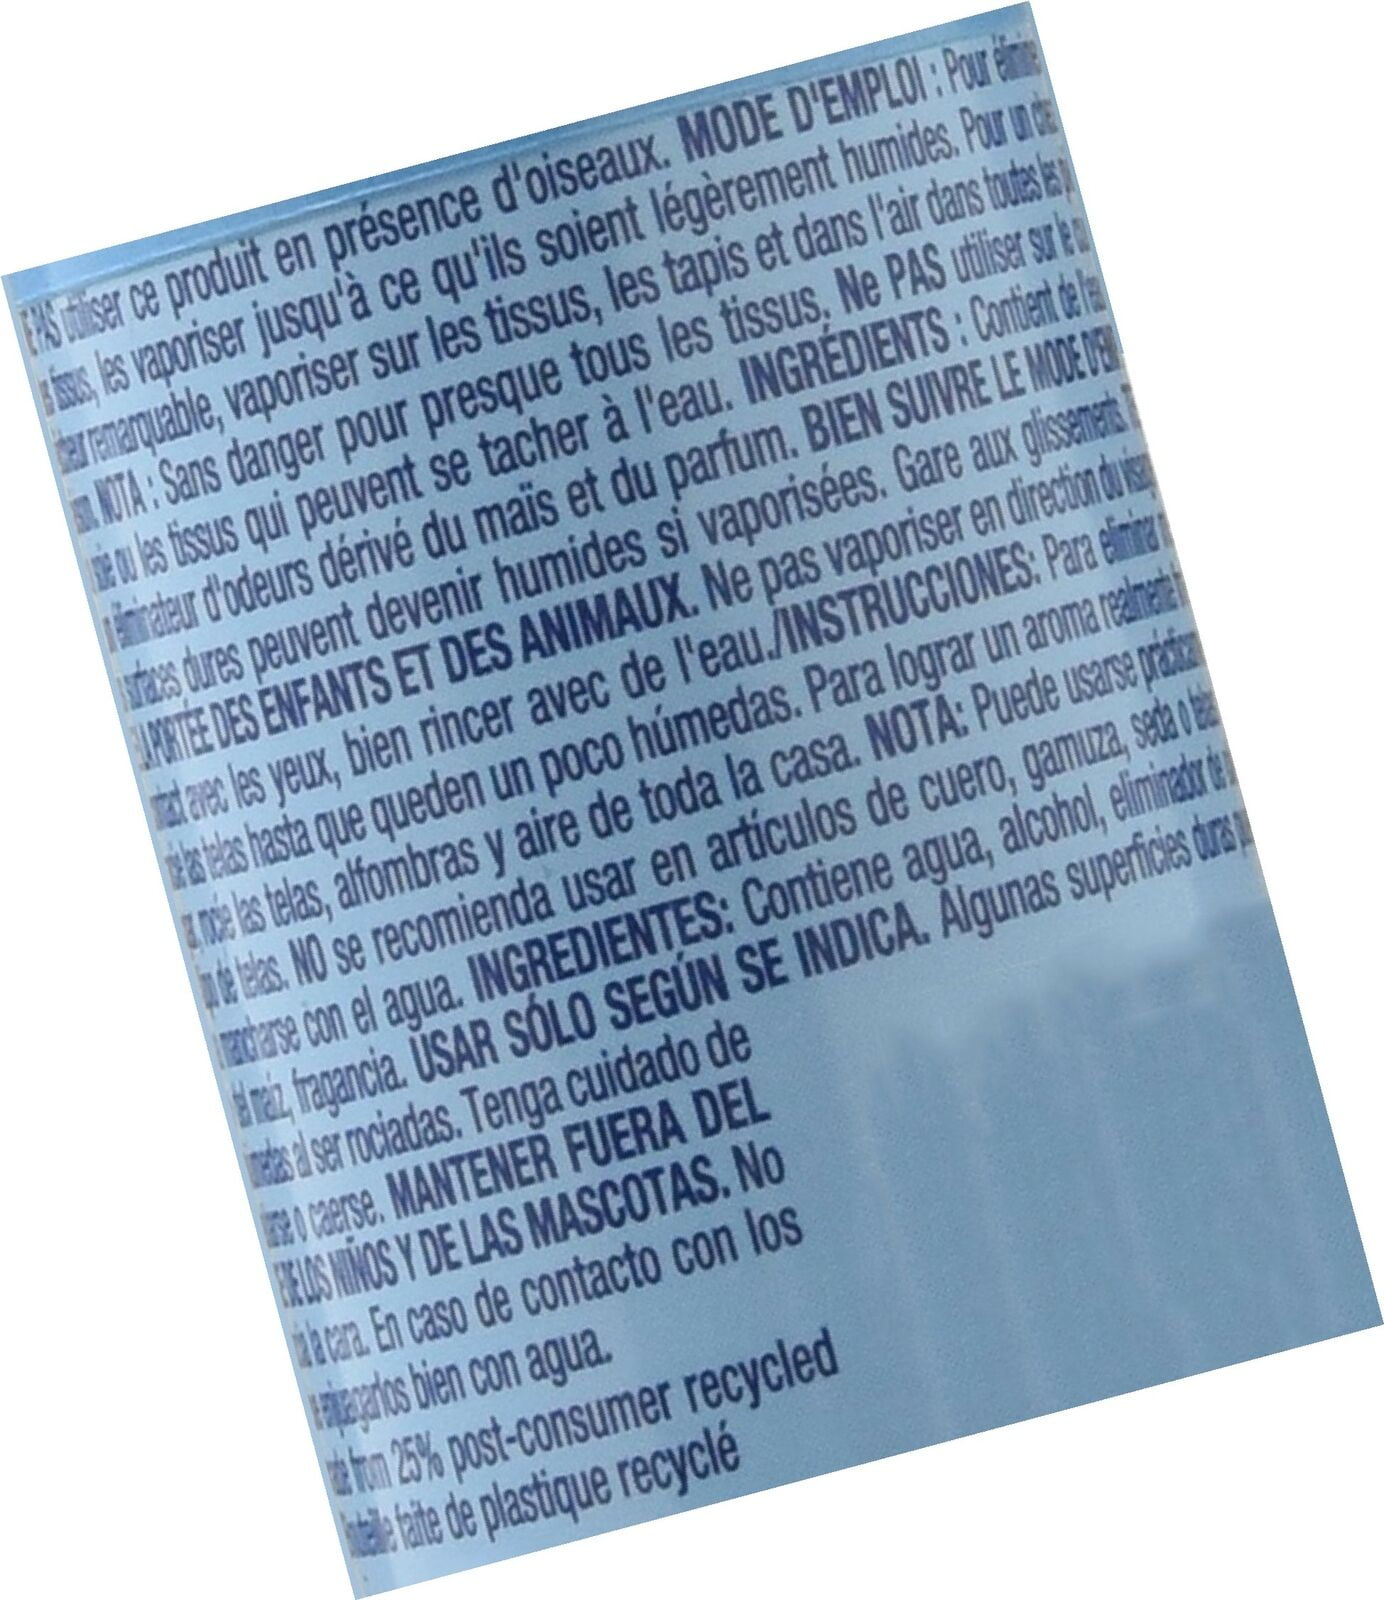 PAS utiliser ce produit en présence d'oiseaux. MODE D'EMPLOI : Pour
tissus, les vaporiser jusqu'à ce qu'ils soient légèrement humides. Pour un
remarquable, vaporiser sur les tissus, les tapis et dans l'air dans toutes les
NOTA : Sans danger pour presque tous les tissus. Ne PAS utiliser sur le
ou les tissus qui peuvent se tacher à l'eau. INGRÉDIENTS : Contient de
éliminateur d'odeurs dérivé du maïs et du parfum. BIEN SUIVRE LE MODE
surfaces dures peuvent devenir humides si vaporisées. Gare aux glissements.
LA PORTÉE DES ENFANTS ET DES ANIMAUX. Ne pas vaporiser en direction du
avec les yeux, bien rincer avec de l'eau./INSTRUCCIONES: Para eliminar
las telas hasta que queden un poco húmedas. Para lograr un aroma realmente
rocíe las telas, alfombras y aire de toda la casa. NOTA: Puede usarse
de telas. NO se recomienda usar en artículos de cuero, gamuza, seda o
mancharse con el agua. INGREDIENTES: Contiene agua, alcohol, eliminador de
maíz, fragancia. USAR SÓLO SEGÚN SE INDICA. Algunas superficies duras
al ser rociadas. Tenga cuidado de
o caerse. MANTENER FUERA DEL
DE LOS NIÑOS Y DE LAS MASCOTAS. No
la cara. En caso de contacto con los
bien con agua.
from 25% post-consumer recycled
Bouteille faite de plastique recyclé